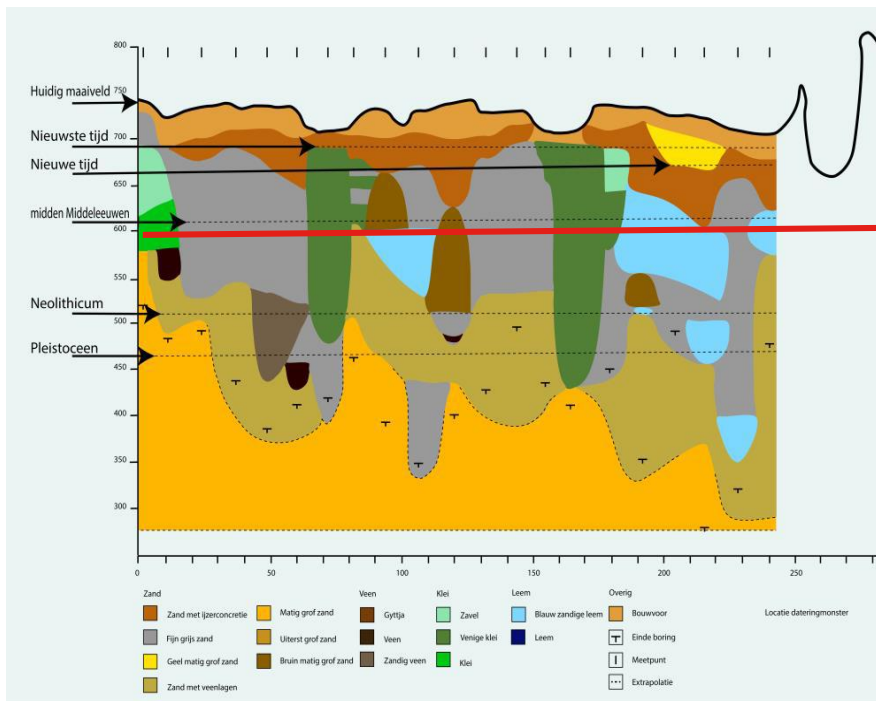 800
Huidig maaiveld
750
Nieuwste tijd
700
Nieuwe tijd
650
midden Middeleeuwen
600
550
Neolithicum
500
Pleistoceen
450
400
350
300
0 50 100 150 200 250
Zand Veen Klei Leem Overig
Zand met ijzerconcretie Matig grof zand Gyttja Zavel Blauw zandige leem Bouwvoor Locatie dateringmonster
Fijn grijs zand Uiterst grof zand Veen Venige klei Leem Einde boring
Geel matig grof zand Bruin matig grof zand Zandig veen Klei Meetpunt
Zand met veenlagen Extrapolatie